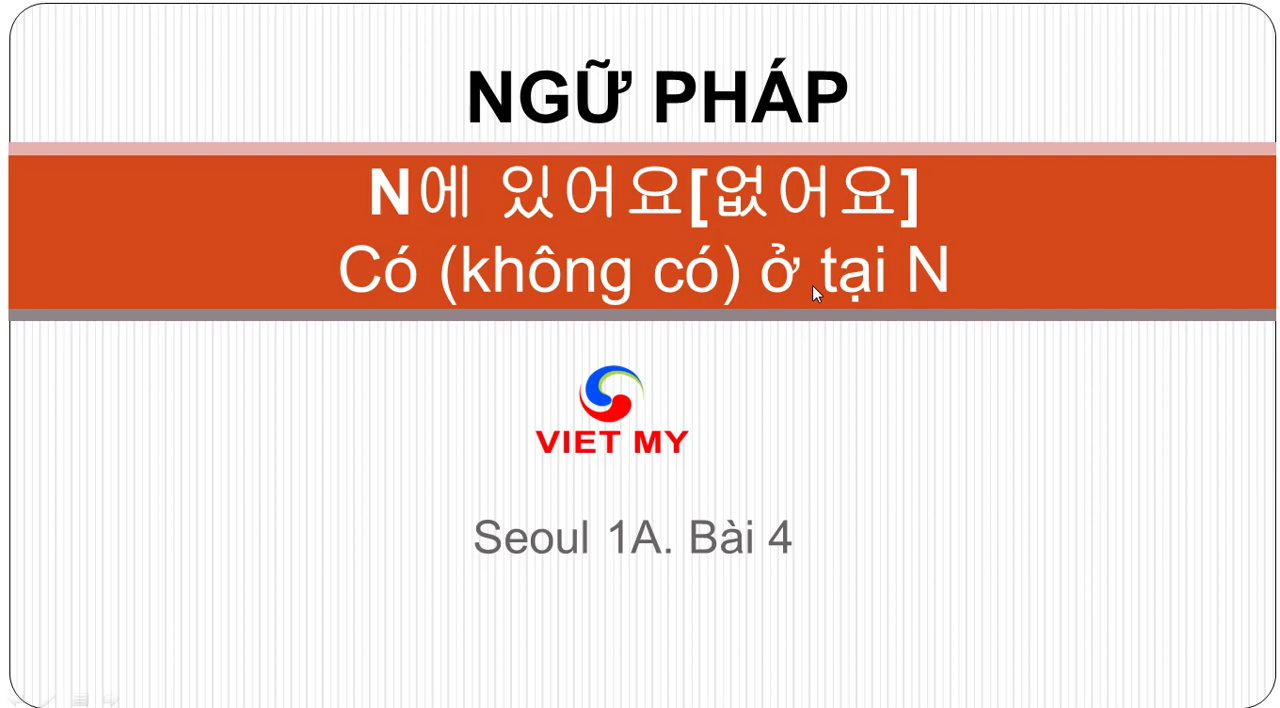 NGỮ PHÁP
N에 있어요[없어요]
Có (không có) ở tại N
VIET MY
Seoul 1A. Bài 4